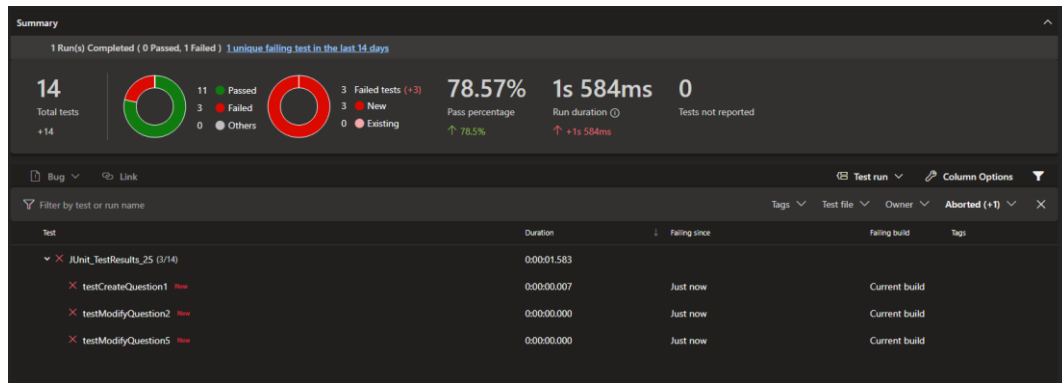 Summary
1 Run(s) Completed ( 0 Passed, 1 Failed ) 1 unique failing test in the last 14 days
14
Total tests
+14
11 Passed
3 Failed
0 Others
3 Failed tests (+3)
3 New
0 Existing
78.57%
Pass percentage
↑ 78.5%
1s 584ms
Run duration
↑ +1s 584ms
0
Tests not reported
Bug Link Test run Column Options
Filter by test or run name Tags Test file Owner Aborted (+1)
Test Duration ↓ Failing since Failing build Tags
JUnit_TestResults_25 (3/14) 0:00:01.583
testCreateQuestion1 New 0:00:00.007 Just now Current build
testModifyQuestion2 New 0:00:00.000 Just now Current build
testModifyQuestion5 New 0:00:00.000 Just now Current build